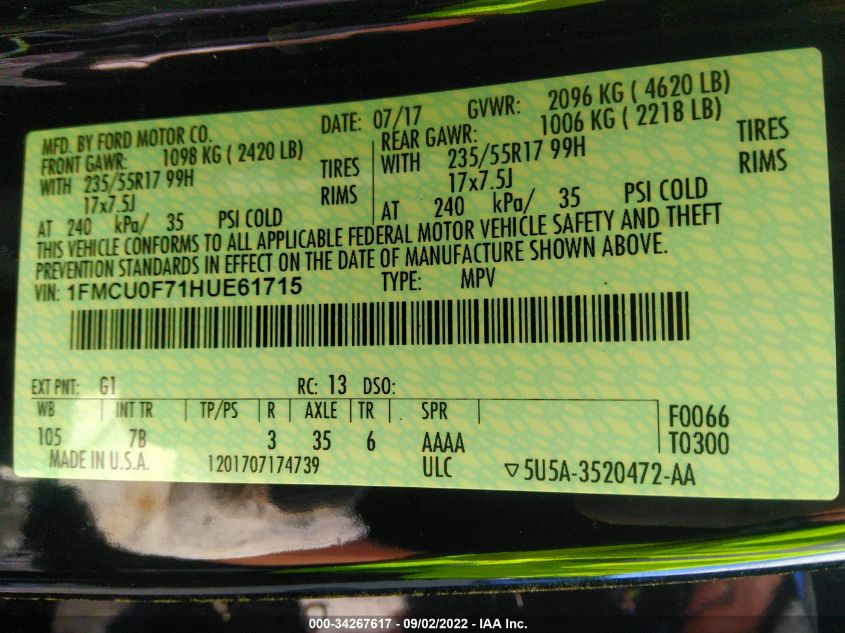 MFD. BY FORD MOTOR CO.
DATE: 07/17 GVWR: 2096 KG ( 4620 LB)
FRONT GAWR: 1098 KG ( 2420 LB)
WITH 235/55R17 99H TIRES
17x7.5J RIMS
AT 240 kPa/ 35 PSI COLD
REAR GAWR: 1006 KG ( 2218 LB)
WITH 235/55R17 99H TIRES
17x7.5J RIMS
AT 240 kPa/ 35 PSI COLD
THIS VEHICLE CONFORMS TO ALL APPLICABLE FEDERAL MOTOR VEHICLE SAFETY AND THEFT
PREVENTION STANDARDS IN EFFECT ON THE DATE OF MANUFACTURE SHOWN ABOVE.
VIN: 1FMCU0F71HUE61715 TYPE: MPV
EXT PNT: G1 RC: 13 DSO:
WB INT TR TP/PS R AXLE TR SPR F0066
105 7B 3 35 6 AAAA T0300
MADE IN U.S.A. 1201707174739 ULC ▽5U5A-3520472-AA
000-34267617 - 09/02/2022 - IAA Inc.